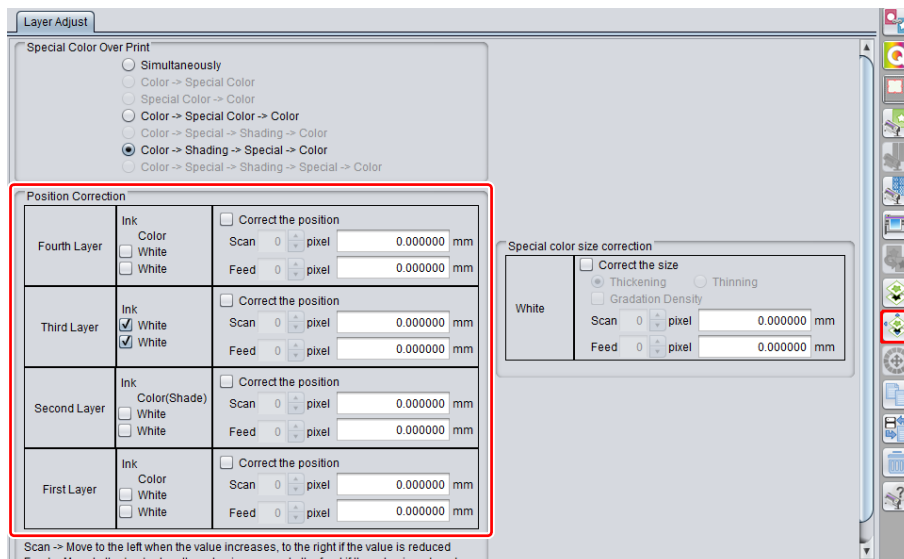 Layer Adjust
Special Color Over Print
Simultaneously
Color -> Special Color
Special Color -> Color
Color -> Special Color -> Color
Color -> Special -> Shading -> Color
Color -> Shading -> Special -> Color
Color -> Special -> Shading -> Special -> Color
Position Correction
Fourth Layer
Ink
Color
White
White
Correct the position
Scan 0 pixel 0.000000 mm
Feed 0 pixel 0.000000 mm
Third Layer
Ink
White
White
Correct the position
Scan 0 pixel 0.000000 mm
Feed 0 pixel 0.000000 mm
Second Layer
Ink
Color(Shade)
White
White
Correct the position
Scan 0 pixel 0.000000 mm
Feed 0 pixel 0.000000 mm
First Layer
Ink
Color
White
White
Correct the position
Scan 0 pixel 0.000000 mm
Feed 0 pixel 0.000000 mm
Scan -> Move to the left when the value increases, to the right if the value is reduced
Special color size correction
White
Correct the size
Thickening Thinning
Gradation Density
Scan 0 pixel 0.000000 mm
Feed 0 pixel 0.000000 mm